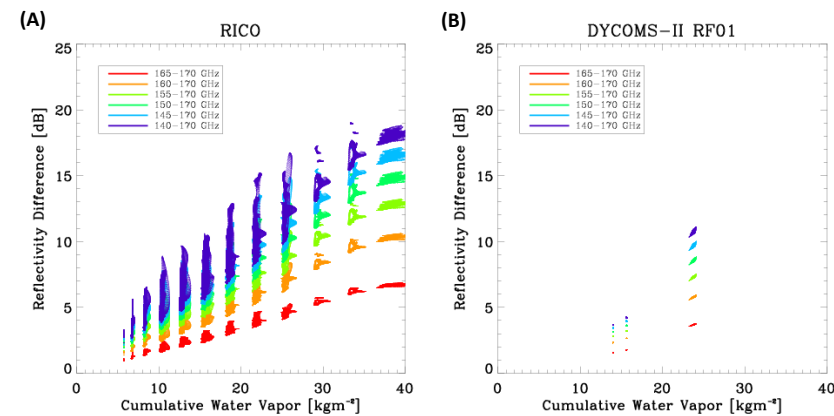 (A)
RICO
25
20
15
10
5
0
Reflectivity Difference [dB]
165-170 GHz
160-170 GHz
155-170 GHz
150-170 GHz
145-170 GHz
140-170 GHz
0 10 20 30 40
Cumulative Water Vapor [kgm⁻²]
(B)
DYCOMS-II RF01
25
20
15
10
5
0
Reflectivity Difference [dB]
165-170 GHz
160-170 GHz
155-170 GHz
150-170 GHz
145-170 GHz
140-170 GHz
0 10 20 30 40
Cumulative Water Vapor [kgm⁻²]